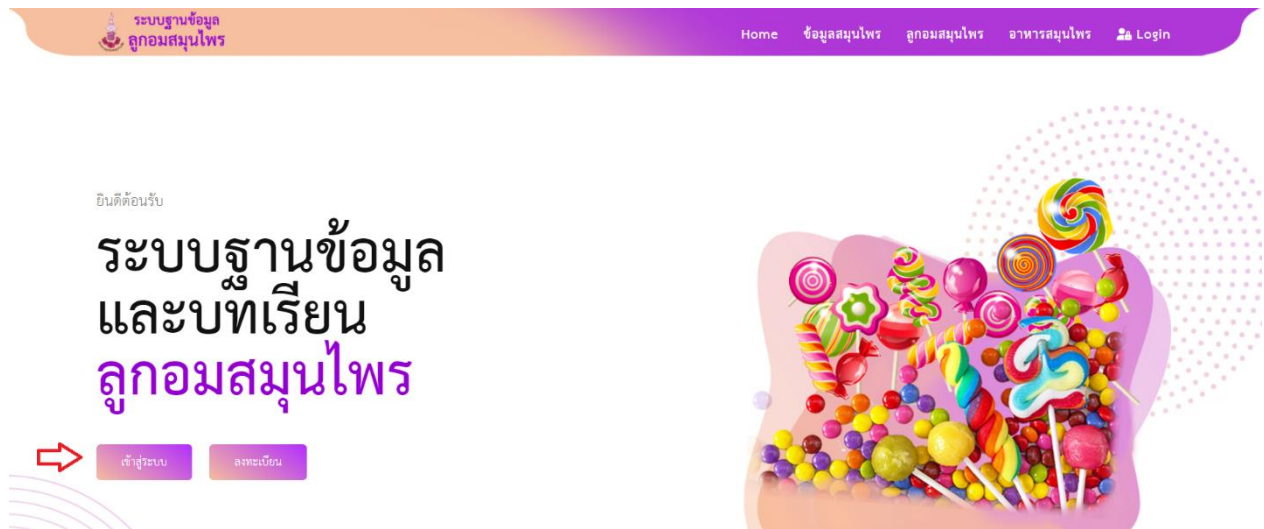 ระบบฐานข้อมูล
ลูกอมสมุนไพร
Home ข้อมูลสมุนไพร ลูกอมสมุนไพร อาหารสมุนไพร Login
ยินดีต้อนรับ
ระบบฐานข้อมูล
และบทเรียน
ลูกอมสมุนไพร
เข้าสู่ระบบ ลงทะเบียน